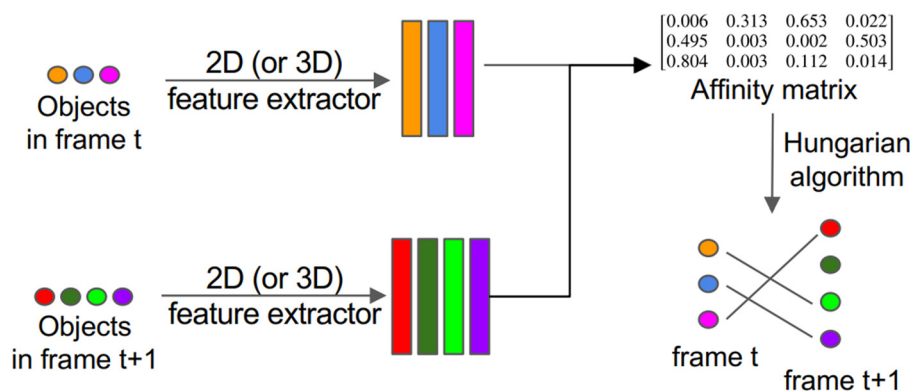 Objects
in frame t
2D (or 3D)
feature extractor
0.006 0.313 0.653 0.022
0.495 0.003 0.002 0.503
0.804 0.003 0.112 0.014
Affinity matrix
Hungarian
algorithm
Objects
in frame t+1
2D (or 3D)
feature extractor
frame t
frame t+1